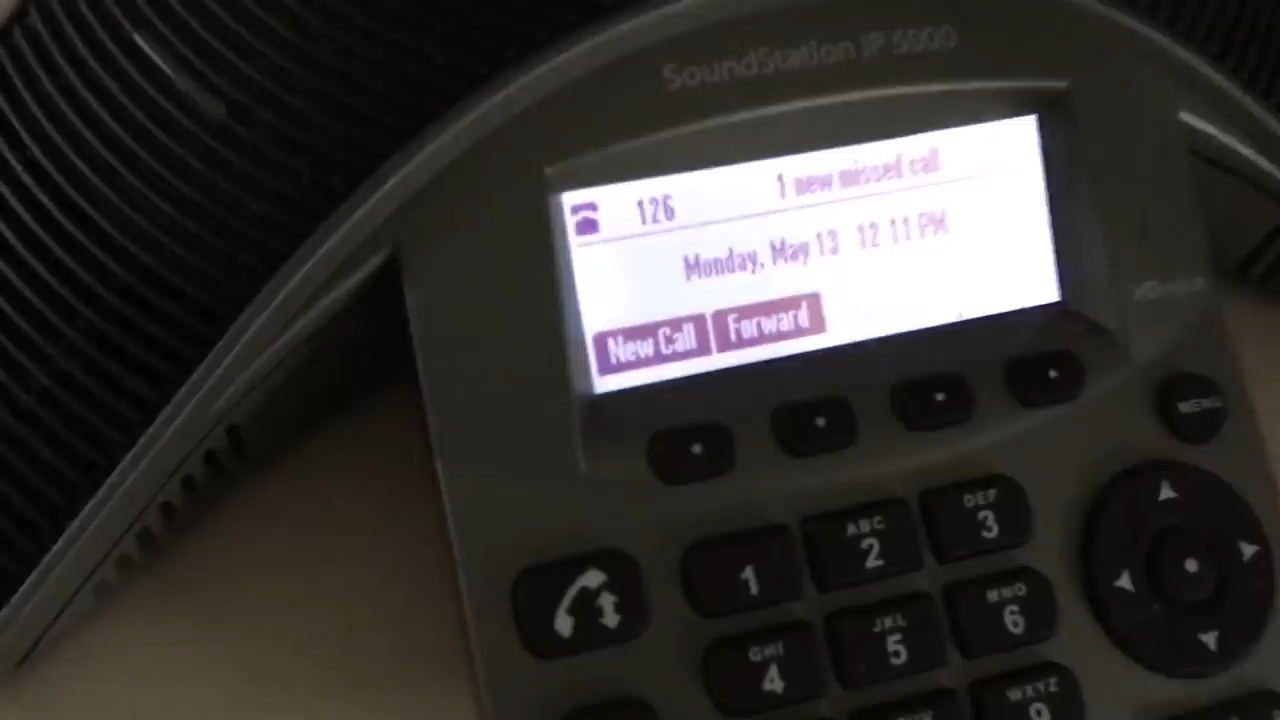 SoundStation IP 5000
126 1 new missed call
Monday, May 13 12 11 PM
New Call Forward
MENU
1 ABC 2 DEF 3
GHI 4 JKL 5 MNO 6
WXYZ 9